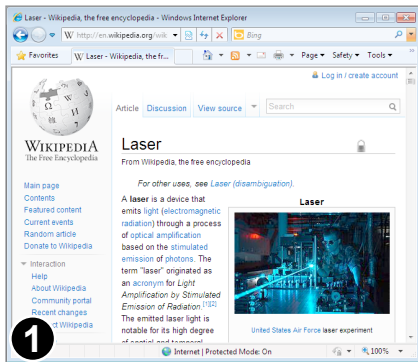 Laser - Wikipedia, the free encyclopedia - Windows Internet Explorer
http://en.wikipedia.org/wik
Bing
Favorites
Laser - Wikipedia, the fr...
Page
Safety
Tools
Log in / create account
Article
Discussion
View source
Search
WIKIPEDIA
The Free Encyclopedia
Main page
Contents
Featured content
Current events
Random article
Donate to Wikipedia
Interaction
Help
About Wikipedia
Community portal
Recent changes
Wikipedia
Laser
From Wikipedia, the free encyclopedia
For other uses, see Laser (disambiguation).
A laser is a device that
emits light (electromagnetic
radiation) through a process
of optical amplification
based on the stimulated
emission of photons. The
term "laser" originated as
an acronym for Light
Amplification by Stimulated
Emission of Radiation.[1][2]
The emitted laser light is
notable for its high degree
of spatial and temporal
Laser
United States Air Force laser experiment
1
Internet | Protected Mode: On
100%